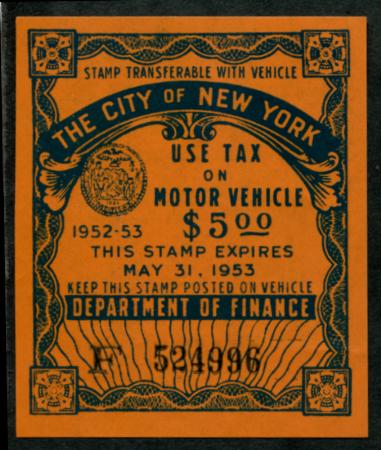 STAMP TRANSFERABLE WITH VEHICLE
THE CITY OF NEW YORK
USE TAX
ON
MOTOR VEHICLE
$5.00
1952-53
THIS STAMP EXPIRES
MAY 31, 1953
KEEP THIS STAMP POSTED ON VEHICLE
DEPARTMENT OF FINANCE
F 524996